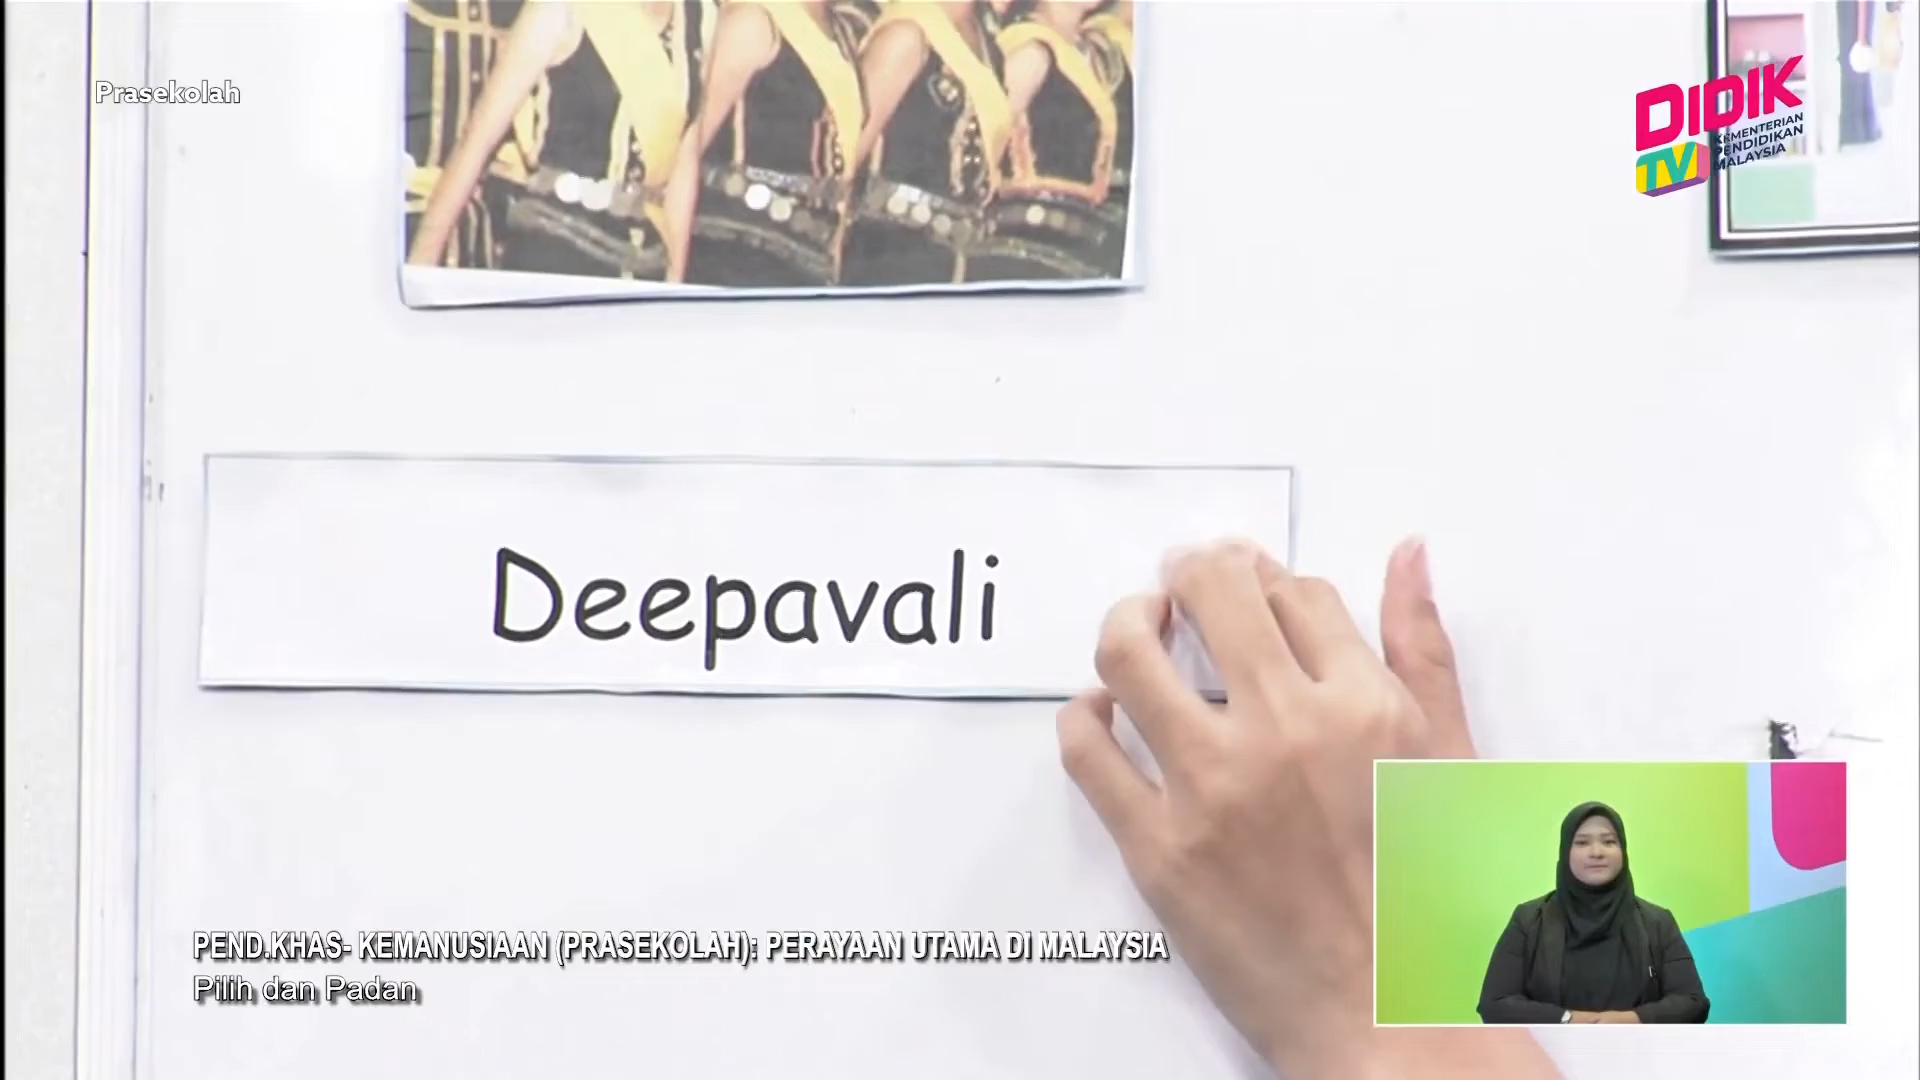 Prasekolah
DIDIK
TV
KEMENTERIAN
PENDIDIKAN
MALAYSIA
Deepavali
PEND.KHAS- KEMANUSIAAN (PRASEKOLAH): PERAYAAN UTAMA DI MALAYSIA
Pilih dan Padan